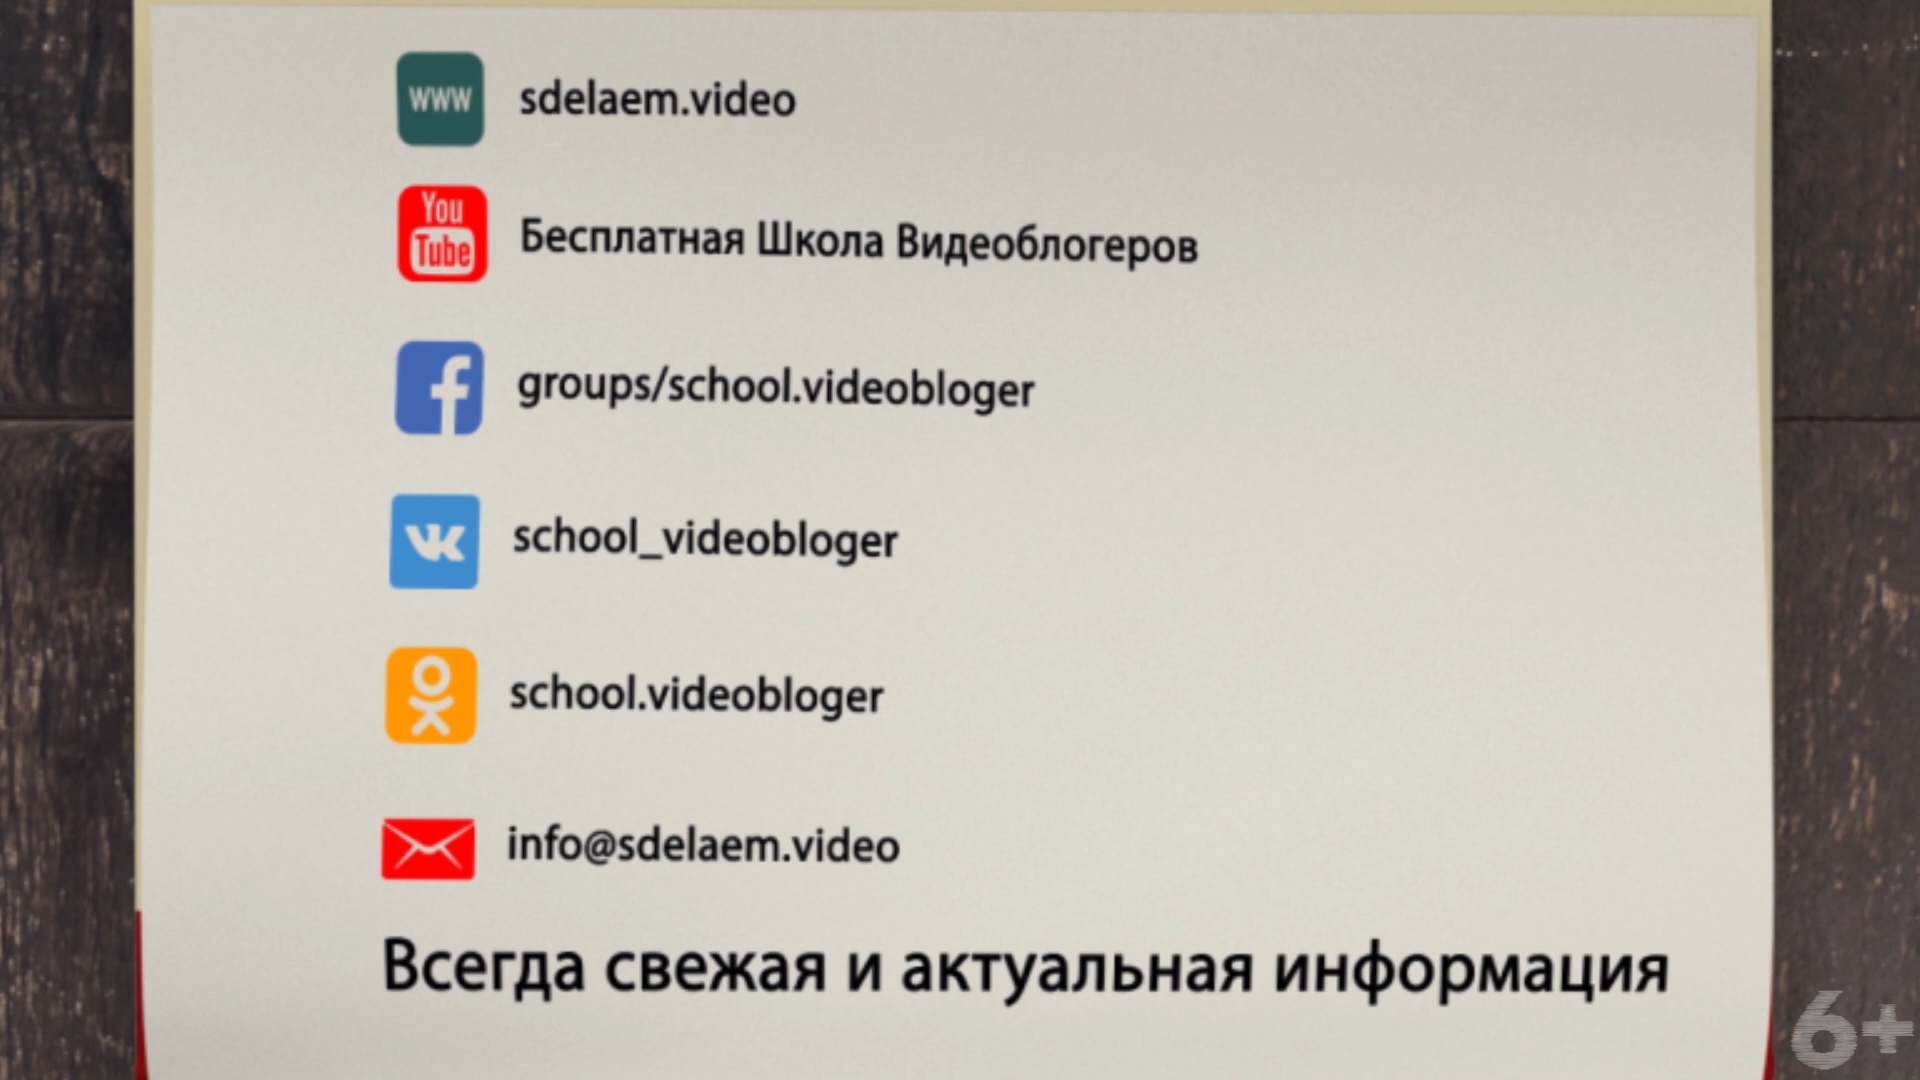 www sdelaem.video
You
Tube Бесплатная Школа Видеоблогеров
f groups/school.videobloger
VK school_videobloger
school.videobloger
info@sdelaem.video
Всегда свежая и актуальная информация
6+